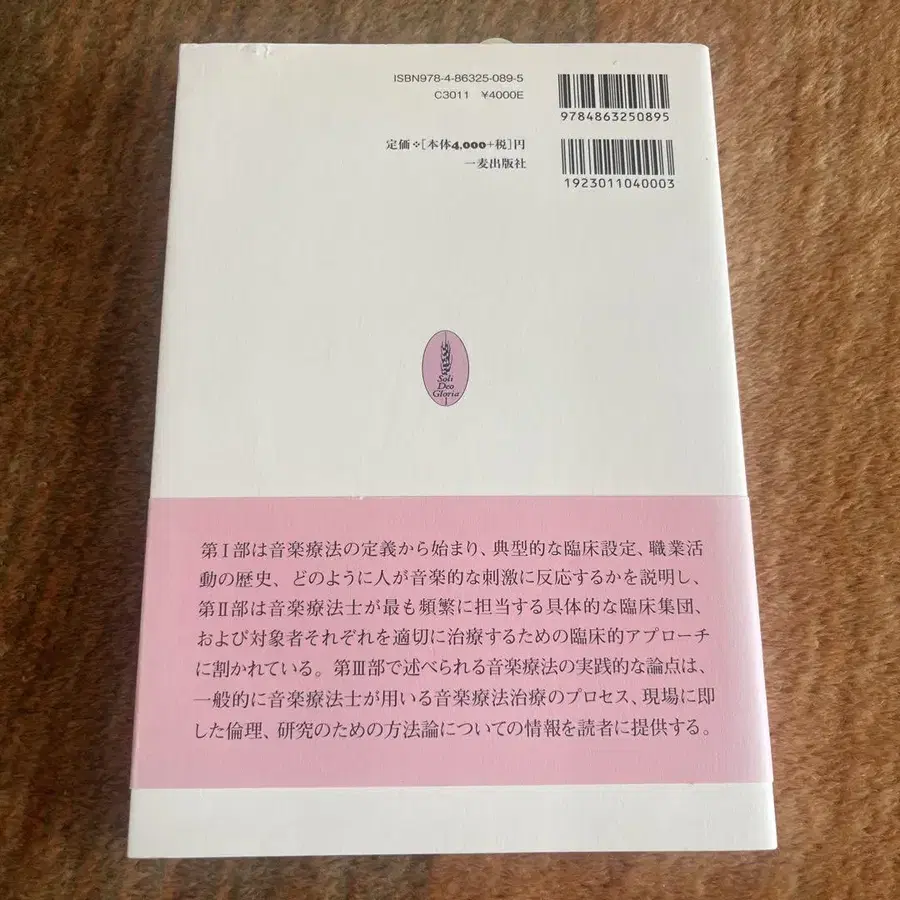 ISBN978-4-86325-089-5
C3011 ¥4000E
9784863250895
定価❖[本体4,000+税]円
一麦出版社
1923011040003
Soli
Deo
Gloria
第Ⅰ部は音楽療法の定義から始まり、典型的な臨床設定、職業活
動の歴史、どのように人が音楽的な刺激に反応するかを説明し、
第Ⅱ部は音楽療法士が最も頻繁に担当する具体的な臨床集団、
および対象者それぞれを適切に治療するための臨床的アプローチ
に割かれている。第Ⅲ部で述べられる音楽療法の実践的な論点は、
一般的に音楽療法士が用いる音楽療法治療のプロセス、現場に即
した倫理、研究のための方法論についての情報を読者に提供する。